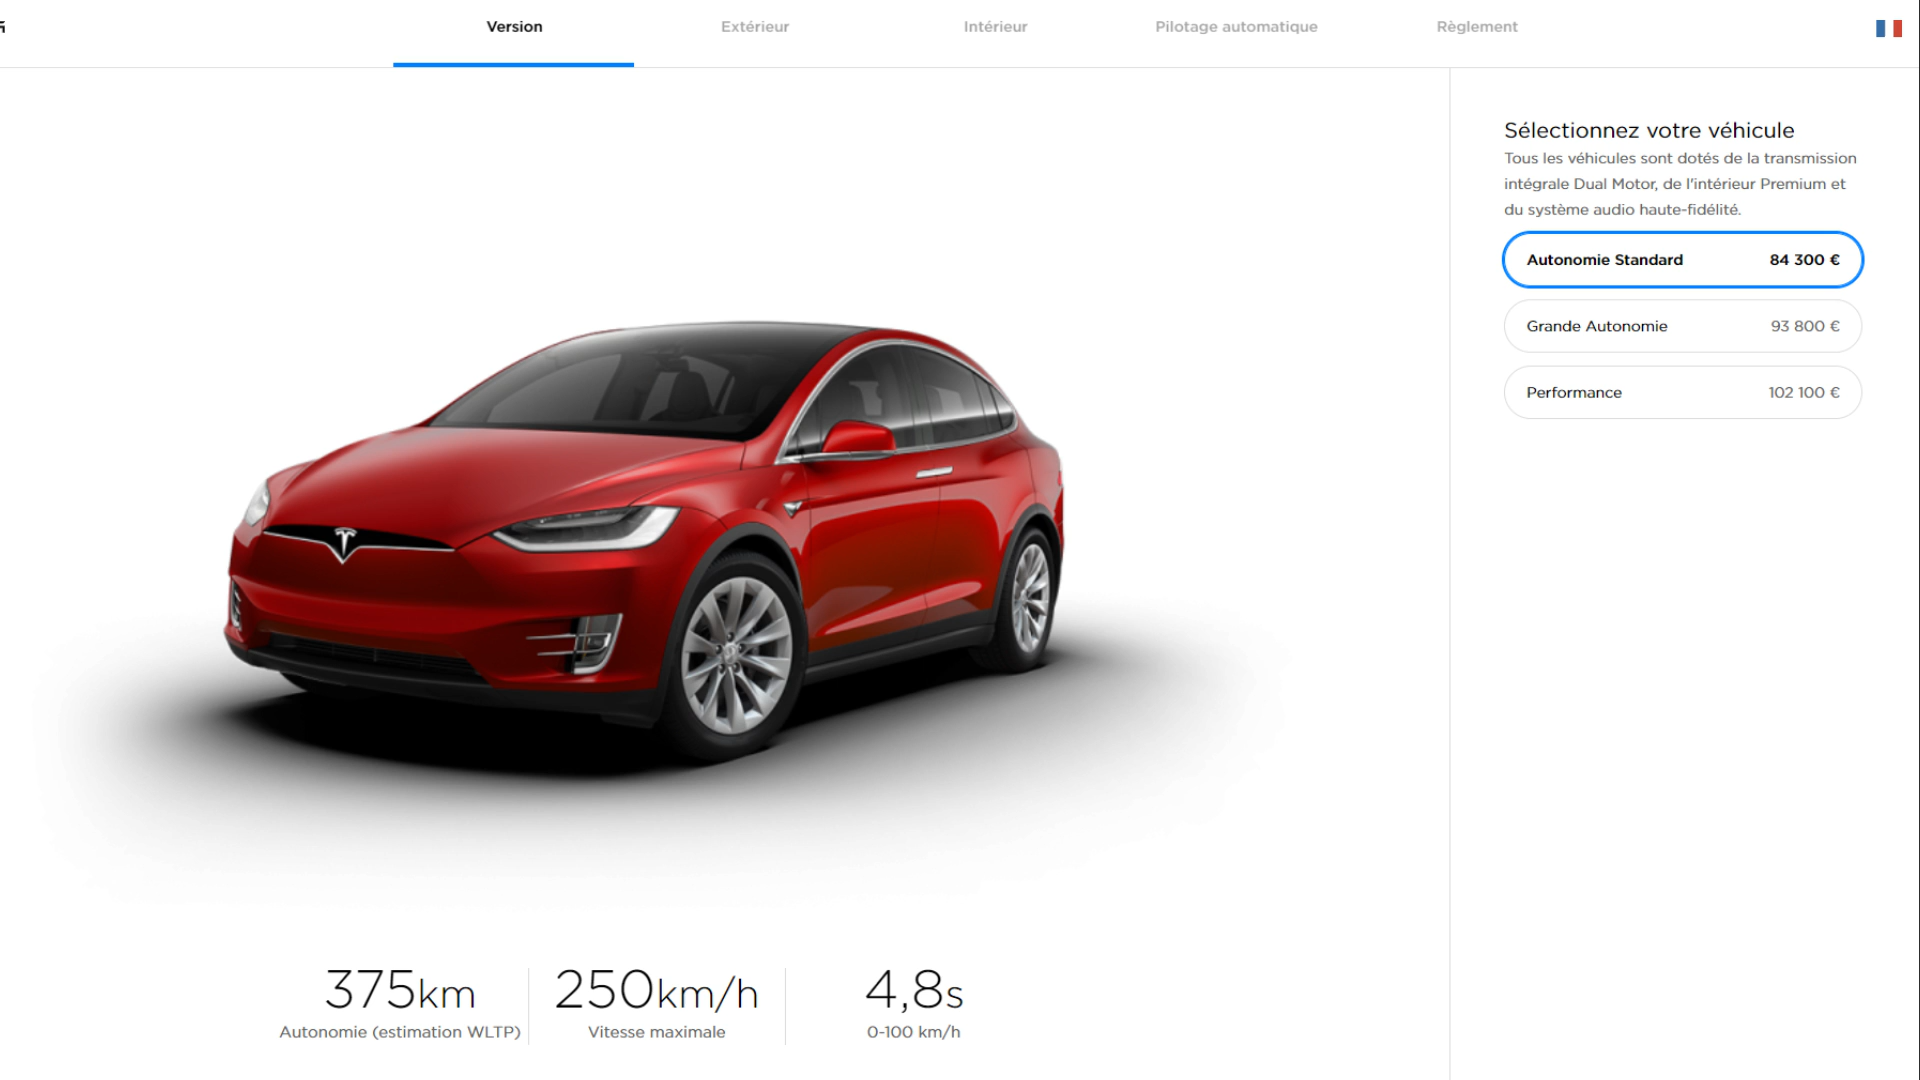 Version
Extérieur
Intérieur
Pilotage automatique
Règlement
Sélectionnez votre véhicule
Tous les véhicules sont dotés de la transmission
intégrale Dual Motor, de l'intérieur Premium et
du système audio haute-fidélité.
Autonomie Standard 84 300 €
Grande Autonomie 93 800 €
Performance 102 100 €
375km
Autonomie (estimation WLTP)
250km/h
Vitesse maximale
4,8s
0-100 km/h